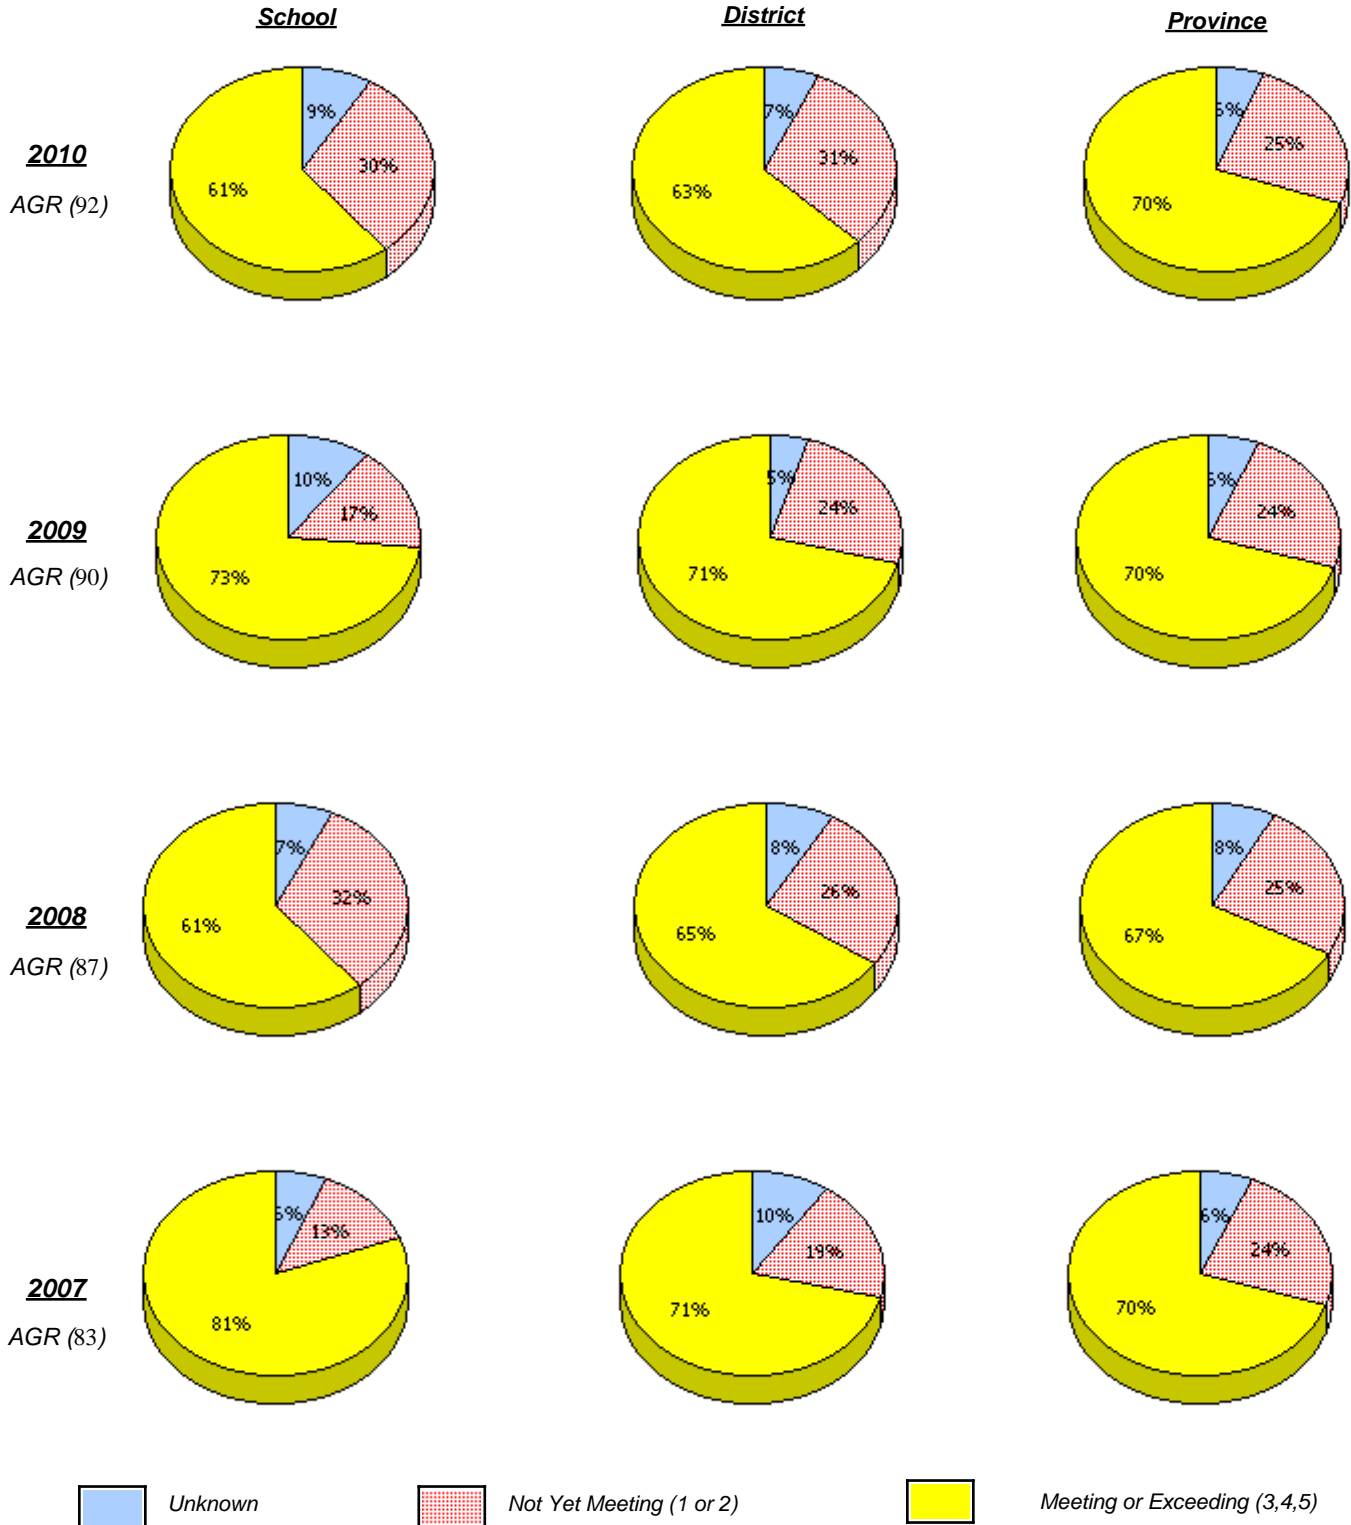 School District Province
2010
AGR (92)
9% 30% 61%
7% 31% 63%
25% 70%
2009
AGR (90)
10% 17% 73%
5% 24% 71%
24% 70%
2008
AGR (87)
7% 32% 61%
8% 26% 65%
8% 25% 67%
2007
AGR (83)
13% 81%
10% 19% 71%
6% 24% 70%
Unknown Not Yet Meeting (1 or 2) Meeting or Exceeding (3,4,5)